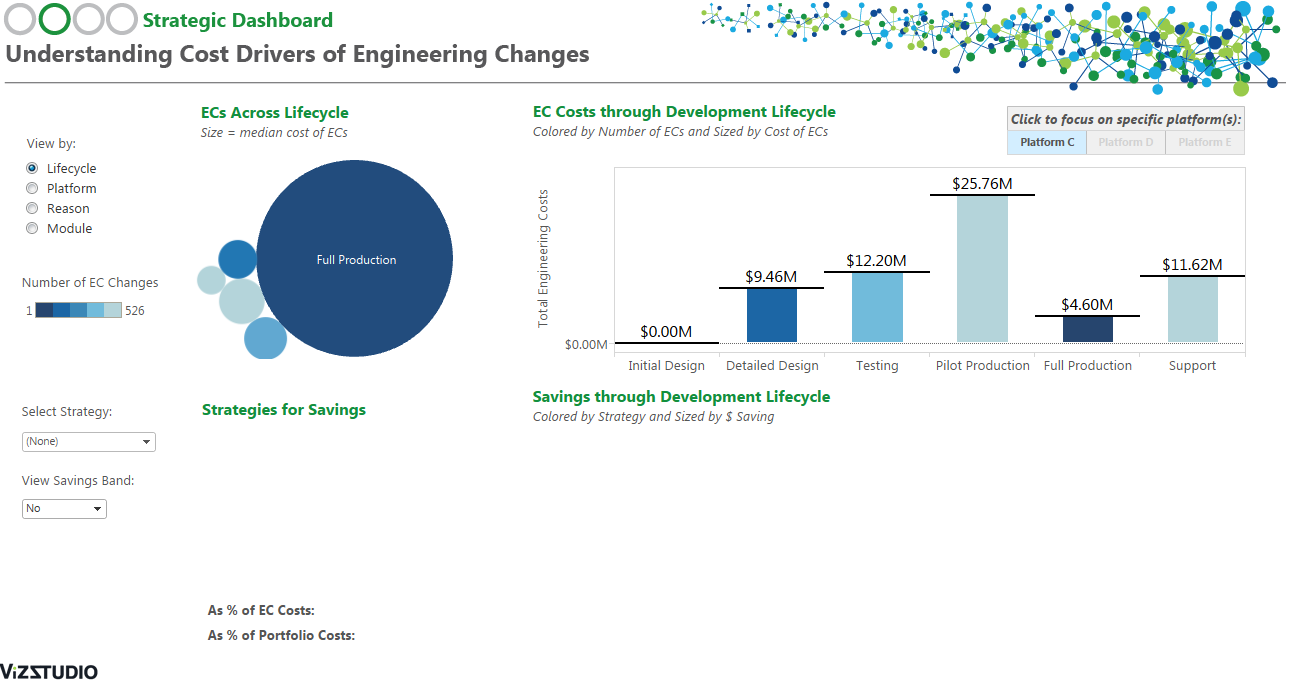 Strategic Dashboard
Understanding Cost Drivers of Engineering Changes
View by:
Lifecycle
Platform
Reason
Module
Number of EC Changes
1 526
ECs Across Lifecycle
Size = median cost of ECs
Full Production
EC Costs through Development Lifecycle
Colored by Number of ECs and Sized by Cost of ECs
Click to focus on specific platform(s):
Platform C Platform D Platform E
Total Engineering Costs
$25.76M
$12.20M
$11.62M
$9.46M
$4.60M
$0.00M
$0.00M
Initial Design Detailed Design Testing Pilot Production Full Production Support
Select Strategy:
(None)
View Savings Band:
No
Strategies for Savings
Savings through Development Lifecycle
Colored by Strategy and Sized by $ Saving
As % of EC Costs:
As % of Portfolio Costs:
VIZSTUDIO